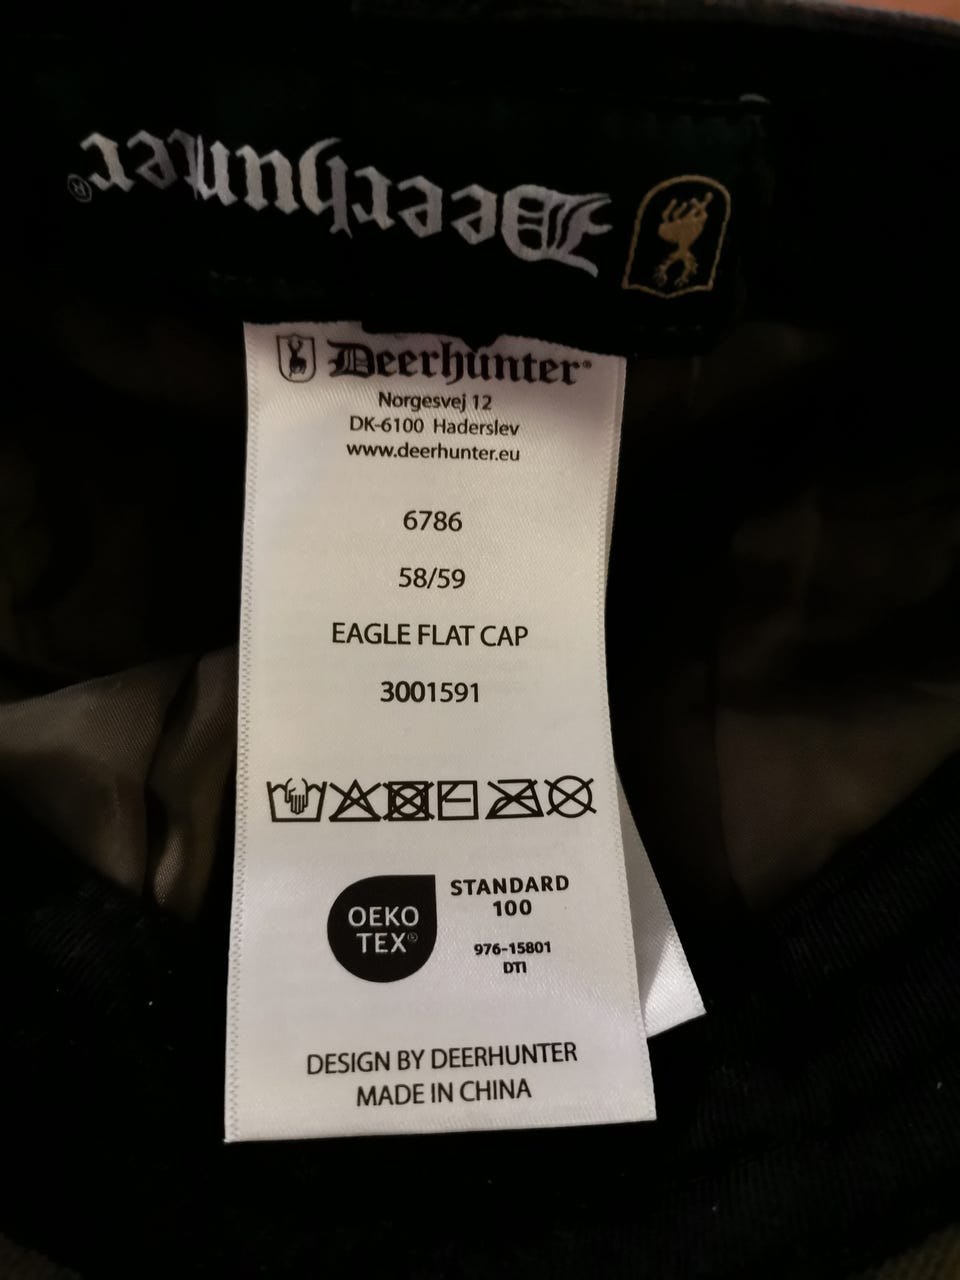 Deerhunter®
Deerhunter®
Norgesvej 12
DK-6100 Haderslev
www.deerhunter.eu
6786
58/59
EAGLE FLAT CAP
3001591
OEKO
TEX®
STANDARD
100
976-15801
DTI
DESIGN BY DEERHUNTER
MADE IN CHINA